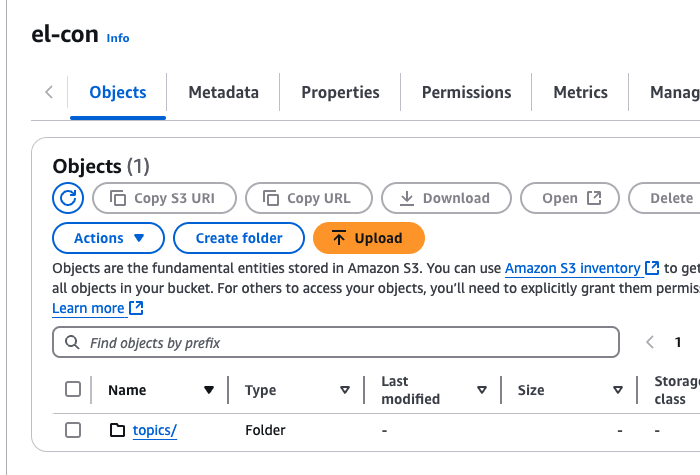 el-con Info
Objects Metadata Properties Permissions Metrics Manag
Objects (1)
Copy S3 URI Copy URL Download Open Delete
Actions Create folder Upload
Objects are the fundamental entities stored in Amazon S3. You can use Amazon S3 inventory to get
all objects in your bucket. For others to access your objects, you'll need to explicitly grant them permis
Learn more
Find objects by prefix 1
Name Type Last modified Size Storag class
topics/ Folder - - -